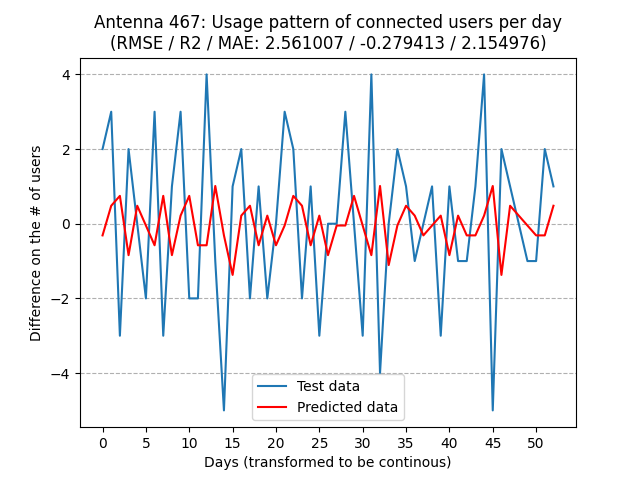 Antenna 467: Usage pattern of connected users per day
(RMSE / R2 / MAE: 2.561007 / -0.279413 / 2.154976)
Difference on the # of users
4
2
0
−2
−4
Test data
Predicted data
0 5 10 15 20 25 30 35 40 45 50
Days (transformed to be continous)